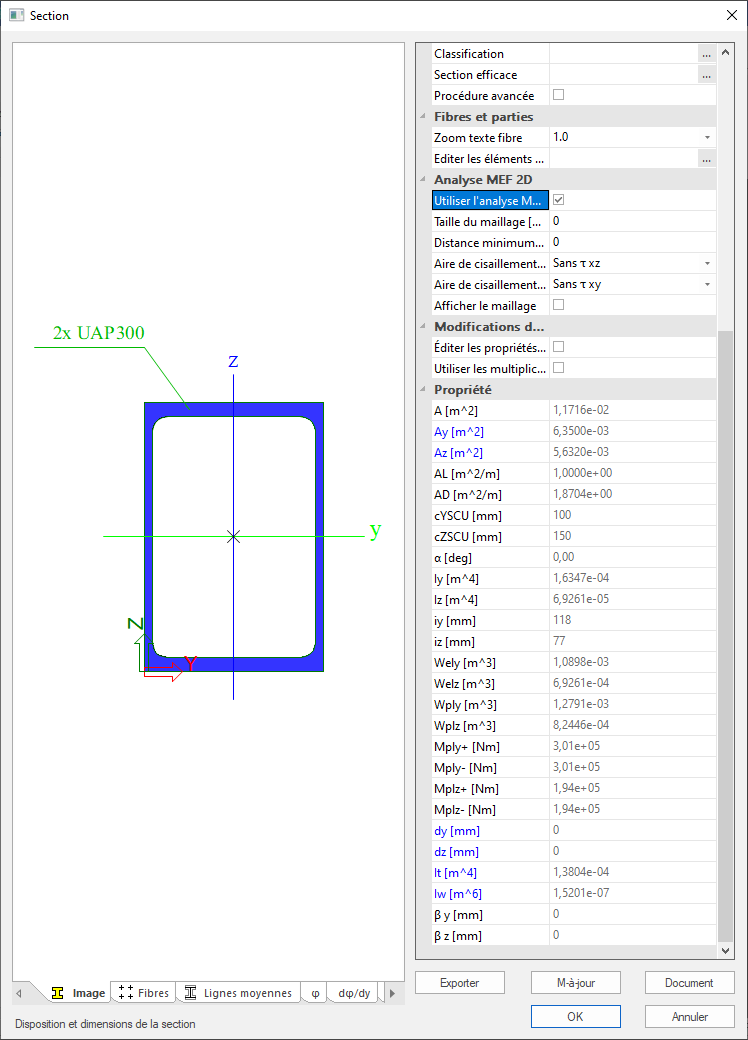 Section
2x UAP300
z
y
Z
Y
Classification ...
Section efficace ...
Procédure avancée
Fibres et parties
Zoom texte fibre 1.0
Editer les éléments ... ...
Analyse MEF 2D
Utiliser l'analyse M...
Taille du maillage [... 0
Distance minimum... 0
Aire de cisaillement... Sans τ xz
Aire de cisaillement... Sans τ xy
Afficher le maillage
Modifications d...
Éditer les propriétés...
Utiliser les multiplic...
Propriété
A [m^2] 1,1716e-02
Ay [m^2] 6,3500e-03
Az [m^2] 5,6320e-03
AL [m^2/m] 1,0000e+00
AD [m^2/m] 1,8704e+00
cYSCU [mm] 100
cZSCU [mm] 150
α [deg] 0,00
Iy [m^4] 1,6347e-04
Iz [m^4] 6,9261e-05
iy [mm] 118
iz [mm] 77
Wely [m^3] 1,0898e-03
Welz [m^3] 6,9261e-04
Wply [m^3] 1,2791e-03
Wplz [m^3] 8,2446e-04
Mply+ [Nm] 3,01e+05
Mply- [Nm] 3,01e+05
Mplz+ [Nm] 1,94e+05
Mplz- [Nm] 1,94e+05
dy [mm] 0
dz [mm] 0
It [m^4] 1,3804e-04
Iw [m^6] 1,5201e-07
β y [mm] 0
β z [mm] 0
Image Fibres Lignes moyennes φ dφ/dy
Exporter M-à-jour Document
Disposition et dimensions de la section
OK Annuler